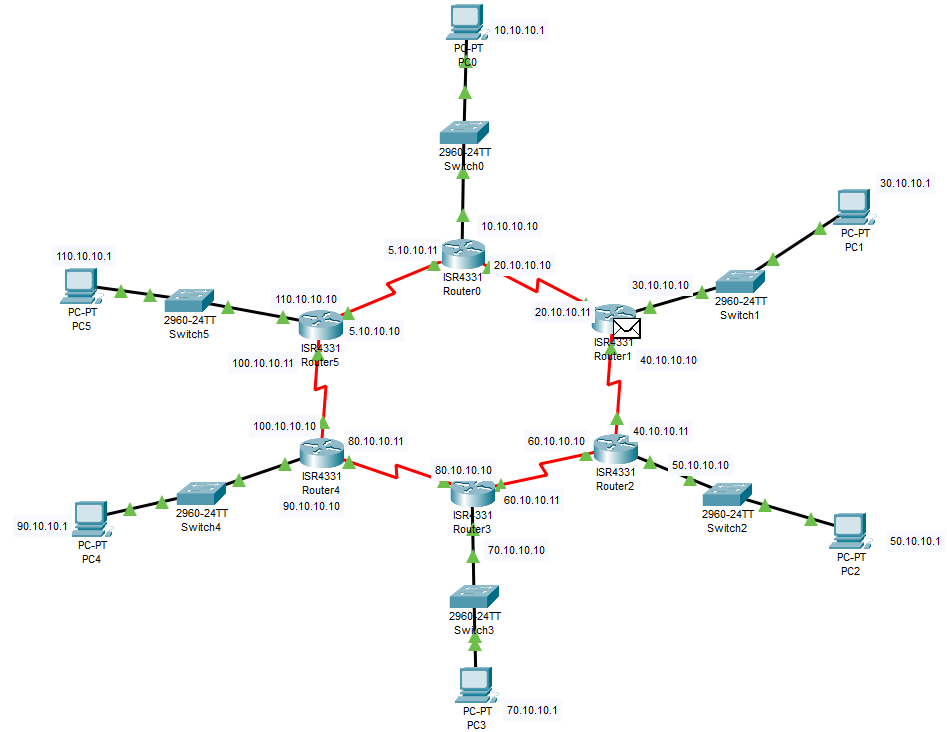 10.10.10.1
PC-PT
PC0
2960-24TT
Switch0
10.10.10.10
5.10.10.11
20.10.10.10
ISR4331
Router0
30.10.10.1
PC-PT
PC1
30.10.10.10
2960-24TT
Switch1
20.10.10.11
ISR4331
Router1
40.10.10.10
110.10.10.1
PC-PT
PC5
2960-24TT
Switch5
110.10.10.10
5.10.10.10
ISR4331
Router5
100.10.10.11
100.10.10.10
80.10.10.11
ISR4331
Router4
90.10.10.10
2960-24TT
Switch4
90.10.10.1
PC-PT
PC4
60.10.10.10
40.10.10.11
ISR4331
Router2
50.10.10.10
2960-24TT
Switch2
50.10.10.1
PC-PT
PC2
80.10.10.10
60.10.10.11
ISR4331
Router3
70.10.10.10
2960-24TT
Switch3
PC-PT
PC3
70.10.10.1